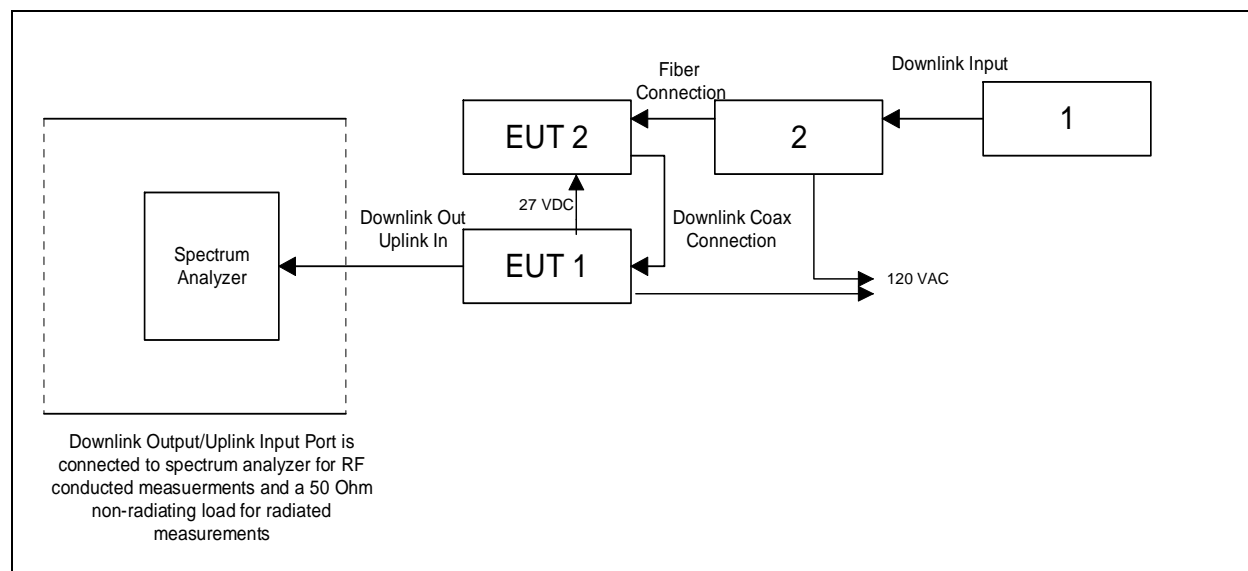 Downlink Input
Fiber
Connection
EUT 2
2
1
27 VDC
Downlink Out
Uplink In
Downlink Coax
Connection
Spectrum
Analyzer
EUT 1
120 VAC
Downlink Output/Uplink Input Port is
connected to spectrum analyzer for RF
conducted measuerments and a 50 Ohm
non-radiating load for radiated
measurements